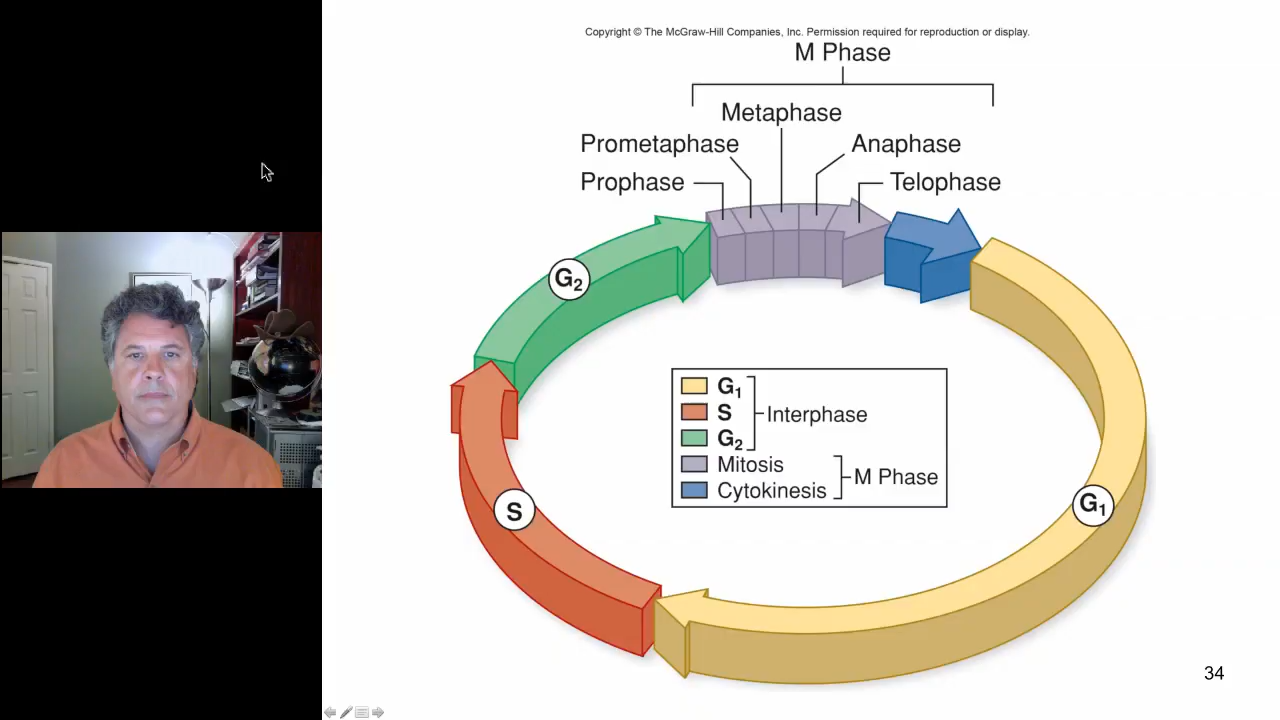 Copyright © The McGraw-Hill Companies, Inc. Permission required for reproduction or display.
M Phase
Metaphase
Prometaphase
Anaphase
Prophase
Telophase
G₂
G₁
S
Interphase
G₂
Mitosis
M Phase
Cytokinesis
S
G₁
34